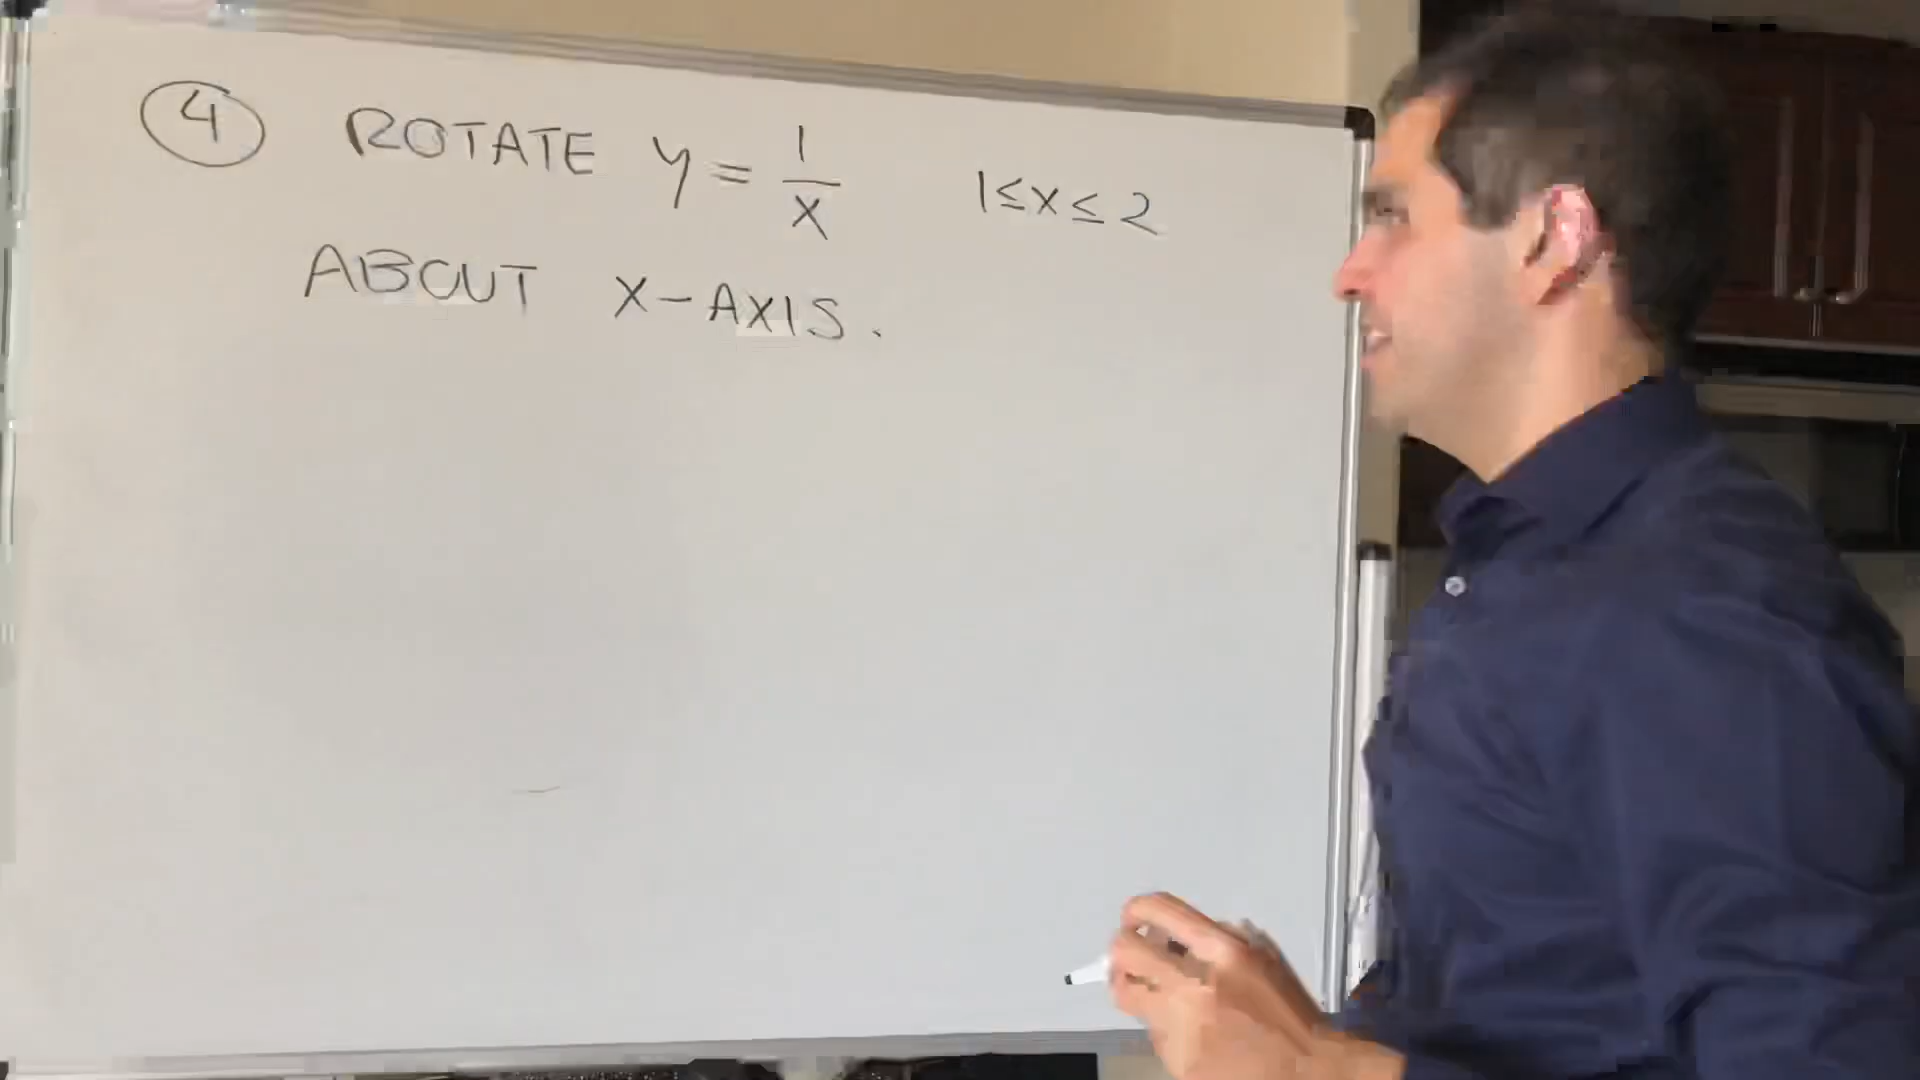 4 ROTATE y = 1/x 1≤x≤2
ABOUT X-AXIS.